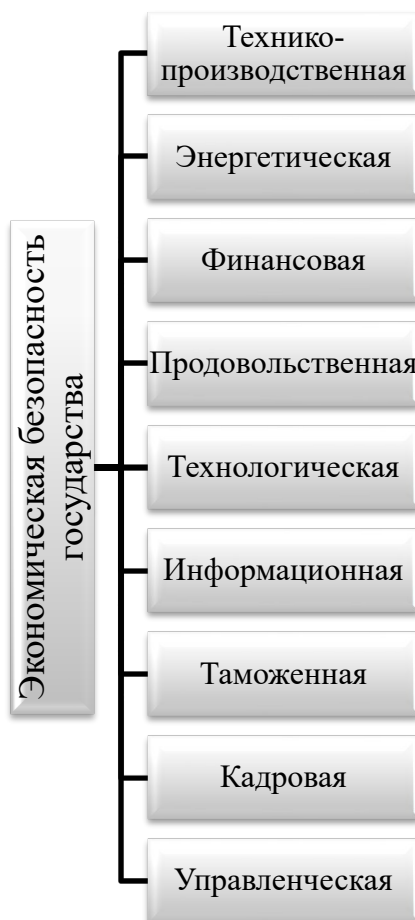 Экономическая безопасность
государства
Технико-
производственная
Энергетическая
Финансовая
Продовольственная
Технологическая
Информационная
Таможенная
Кадровая
Управленческая